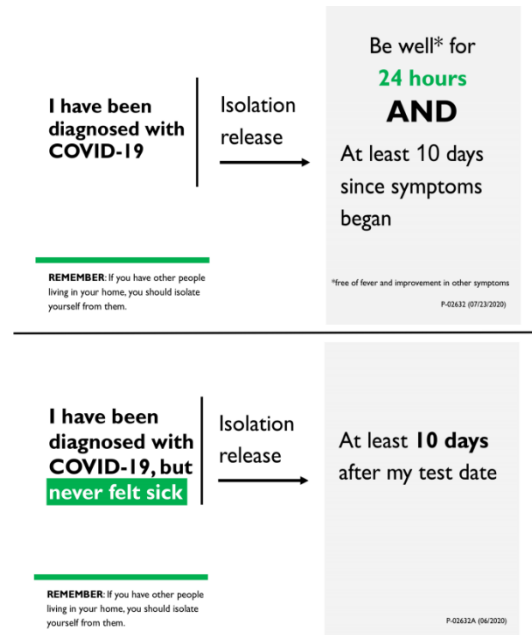 I have been
diagnosed with
COVID-19
Isolation
release
Be well* for
24 hours
AND
At least 10 days
since symptoms
began
REMEMBER: If you have other people
living in your home, you should isolate
yourself from them.
*free of fever and improvement in other symptoms
P-02632 (07/23/2020)
I have been
diagnosed with
COVID-19, but
never felt sick
Isolation
release
At least 10 days
after my test date
REMEMBER: If you have other people
living in your home, you should isolate
yourself from them.
P-02632A (06/2020)